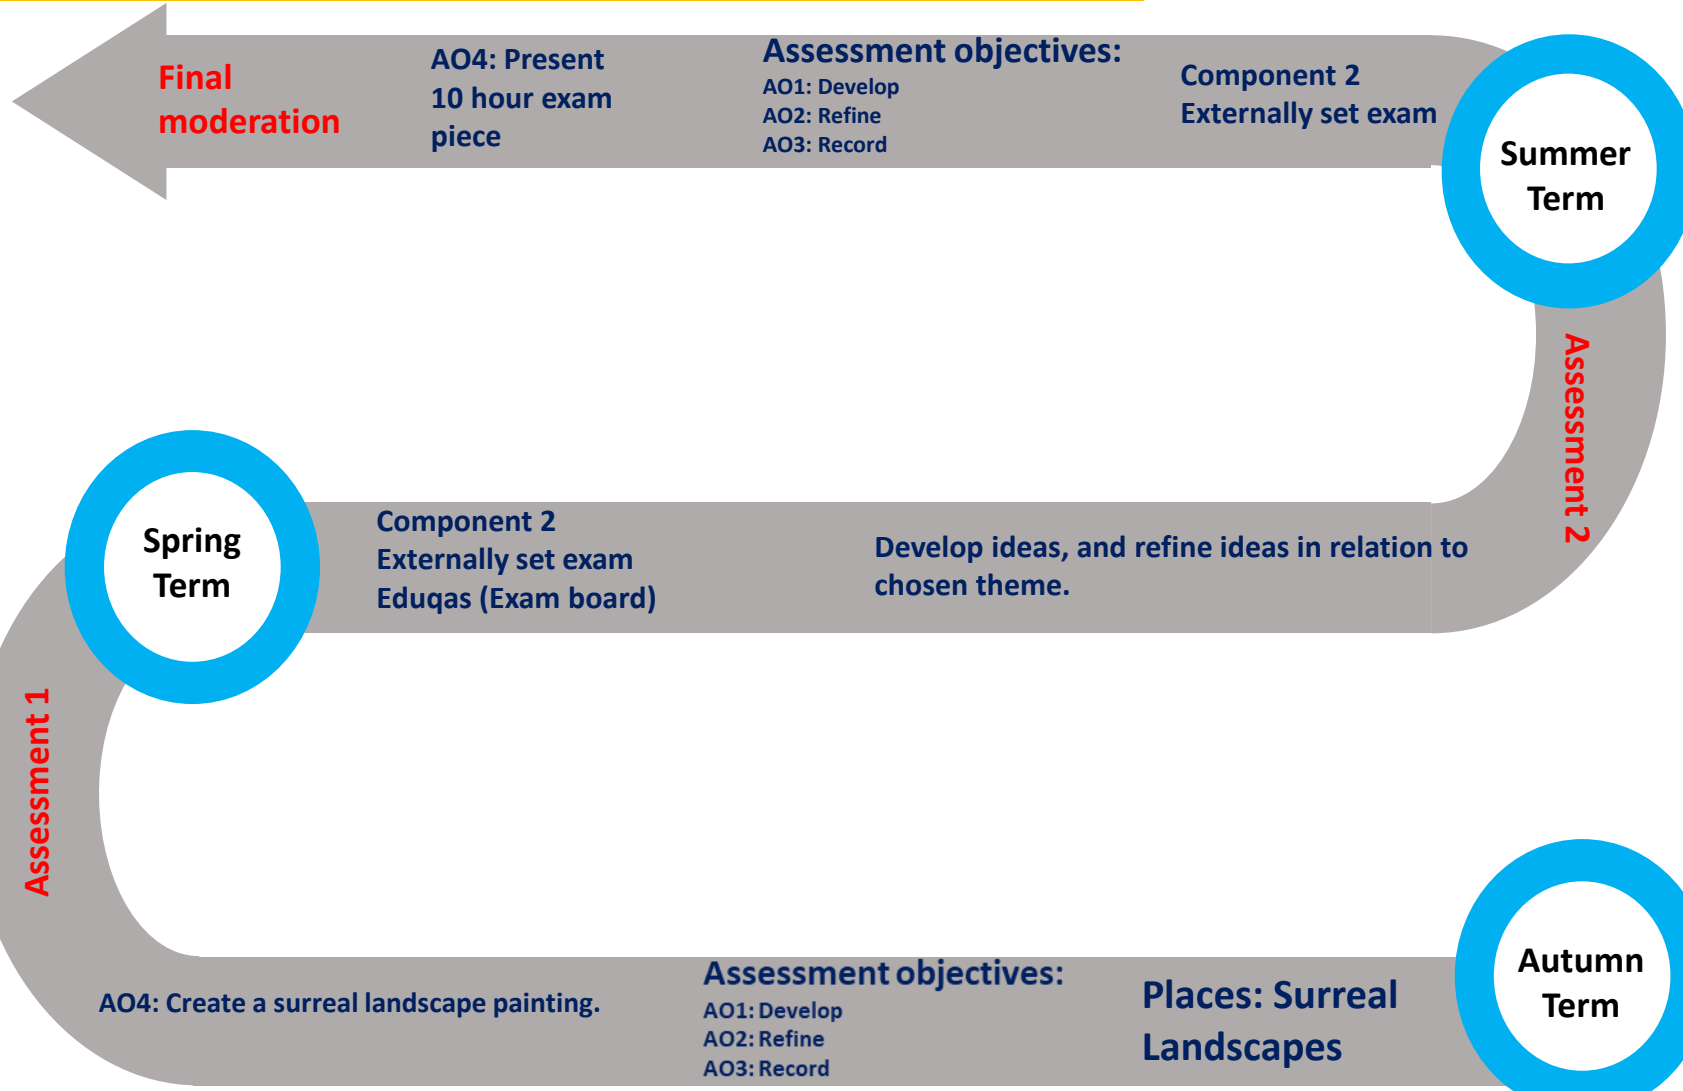 Final
moderation
AO4: Present
10 hour exam
piece
Assessment objectives:
AO1: Develop
AO2: Refine
AO3: Record
Component 2
Externally set exam
Summer
Term
Assessment 2
Spring
Term
Component 2
Externally set exam
Eduqas (Exam board)
Develop ideas, and refine ideas in relation to
chosen theme.
Assessment 1
AO4: Create a surreal landscape painting.
Assessment objectives:
AO1: Develop
AO2: Refine
AO3: Record
Places: Surreal
Landscapes
Autumn
Term